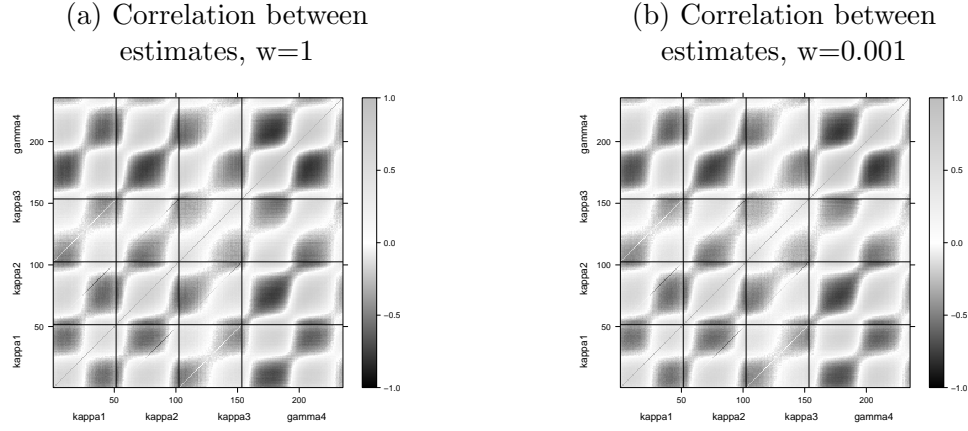 (a) Correlation between
estimates, w=1
gamma4
kappa3
kappa2
kappa1
200
150
100
50
50 100 150 200
kappa1 kappa2 kappa3 gamma4
1.0
0.5
0.0
−0.5
−1.0
(b) Correlation between
estimates, w=0.001
gamma4
kappa3
kappa2
kappa1
200
150
100
50
50 100 150 200
kappa1 kappa2 kappa3 gamma4
1.0
0.5
0.0
−0.5
−1.0